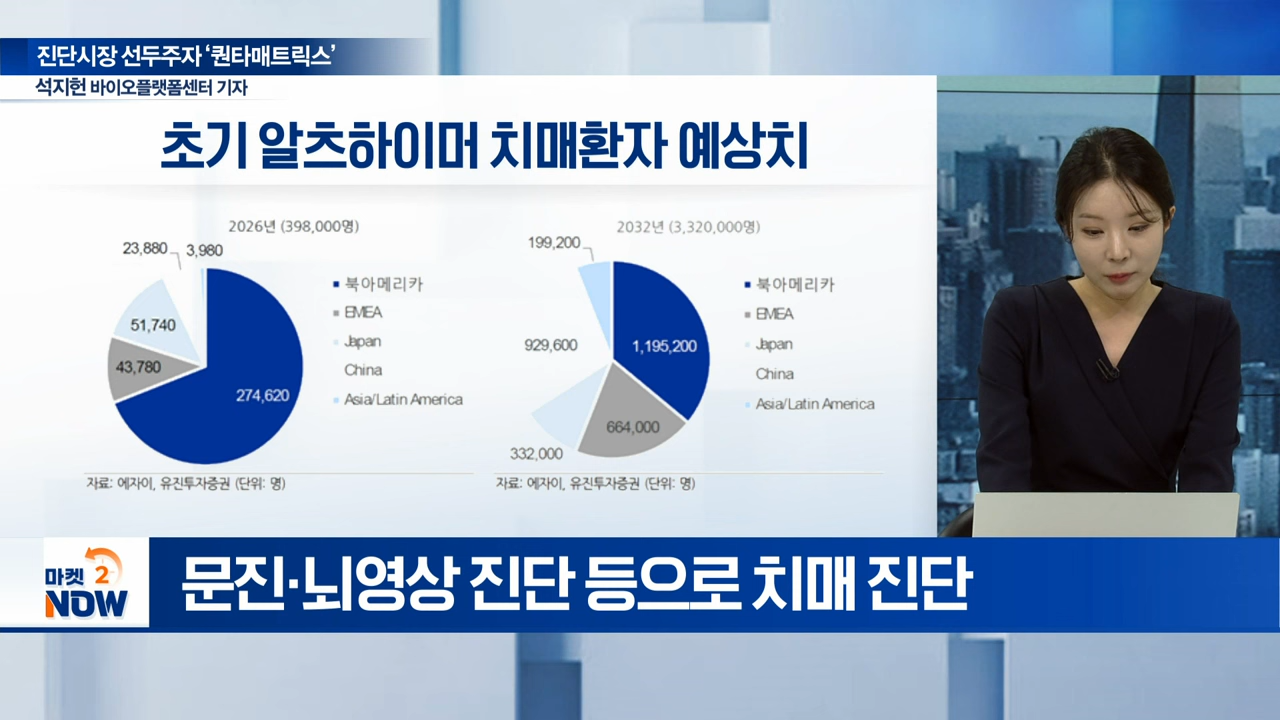 진단시장 선두주자 ‘퀀타매트릭스’
석지헌 바이오플랫폼센터 기자
초기 알츠하이머 치매환자 예상치
2026년 (398,000명)
23,880
3,980
51,740
43,780
274,620
북아메리카
EMEA
Japan
China
Asia/Latin America
자료: 에자이, 유진투자증권 (단위: 명)
2032년 (3,320,000명)
199,200
929,600
1,195,200
664,000
332,000
북아메리카
EMEA
Japan
China
Asia/Latin America
자료: 에자이, 유진투자증권 (단위: 명)
마켓 2
NOW
문진·뇌영상 진단 등으로 치매 진단